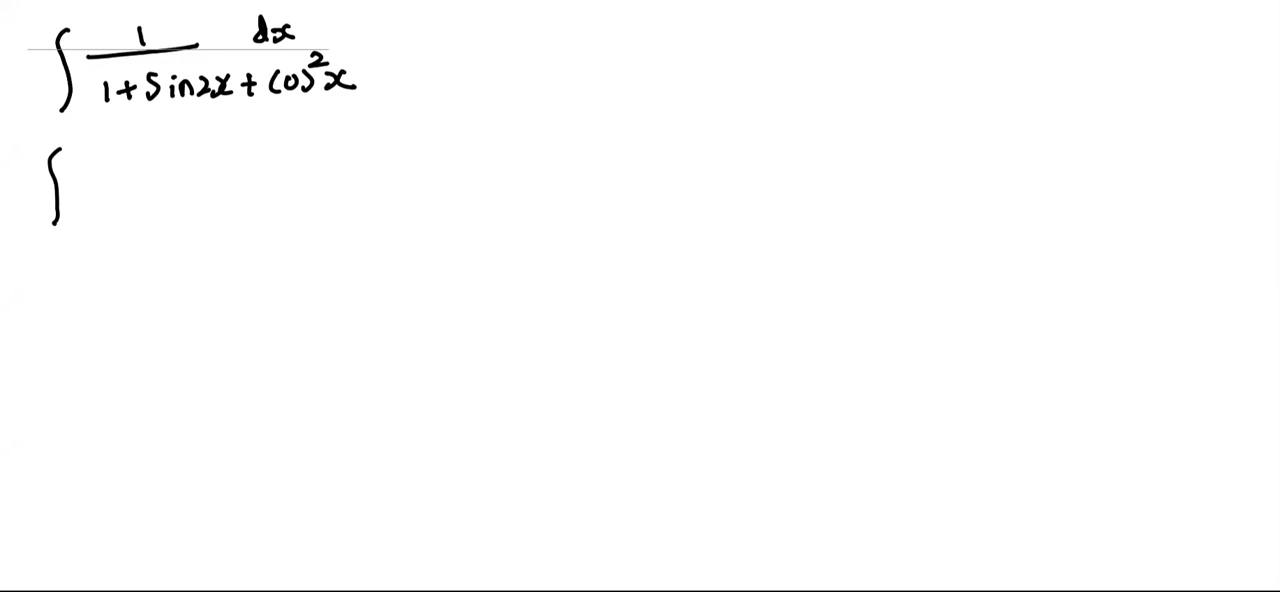 ∫ 1/(1+Sin2x+cos²x) dx
∫